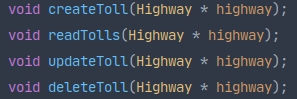 void createToll(Highway * highway);
void readTolls(Highway * highway);
void updateToll(Highway * highway);
void deleteToll(Highway * highway);